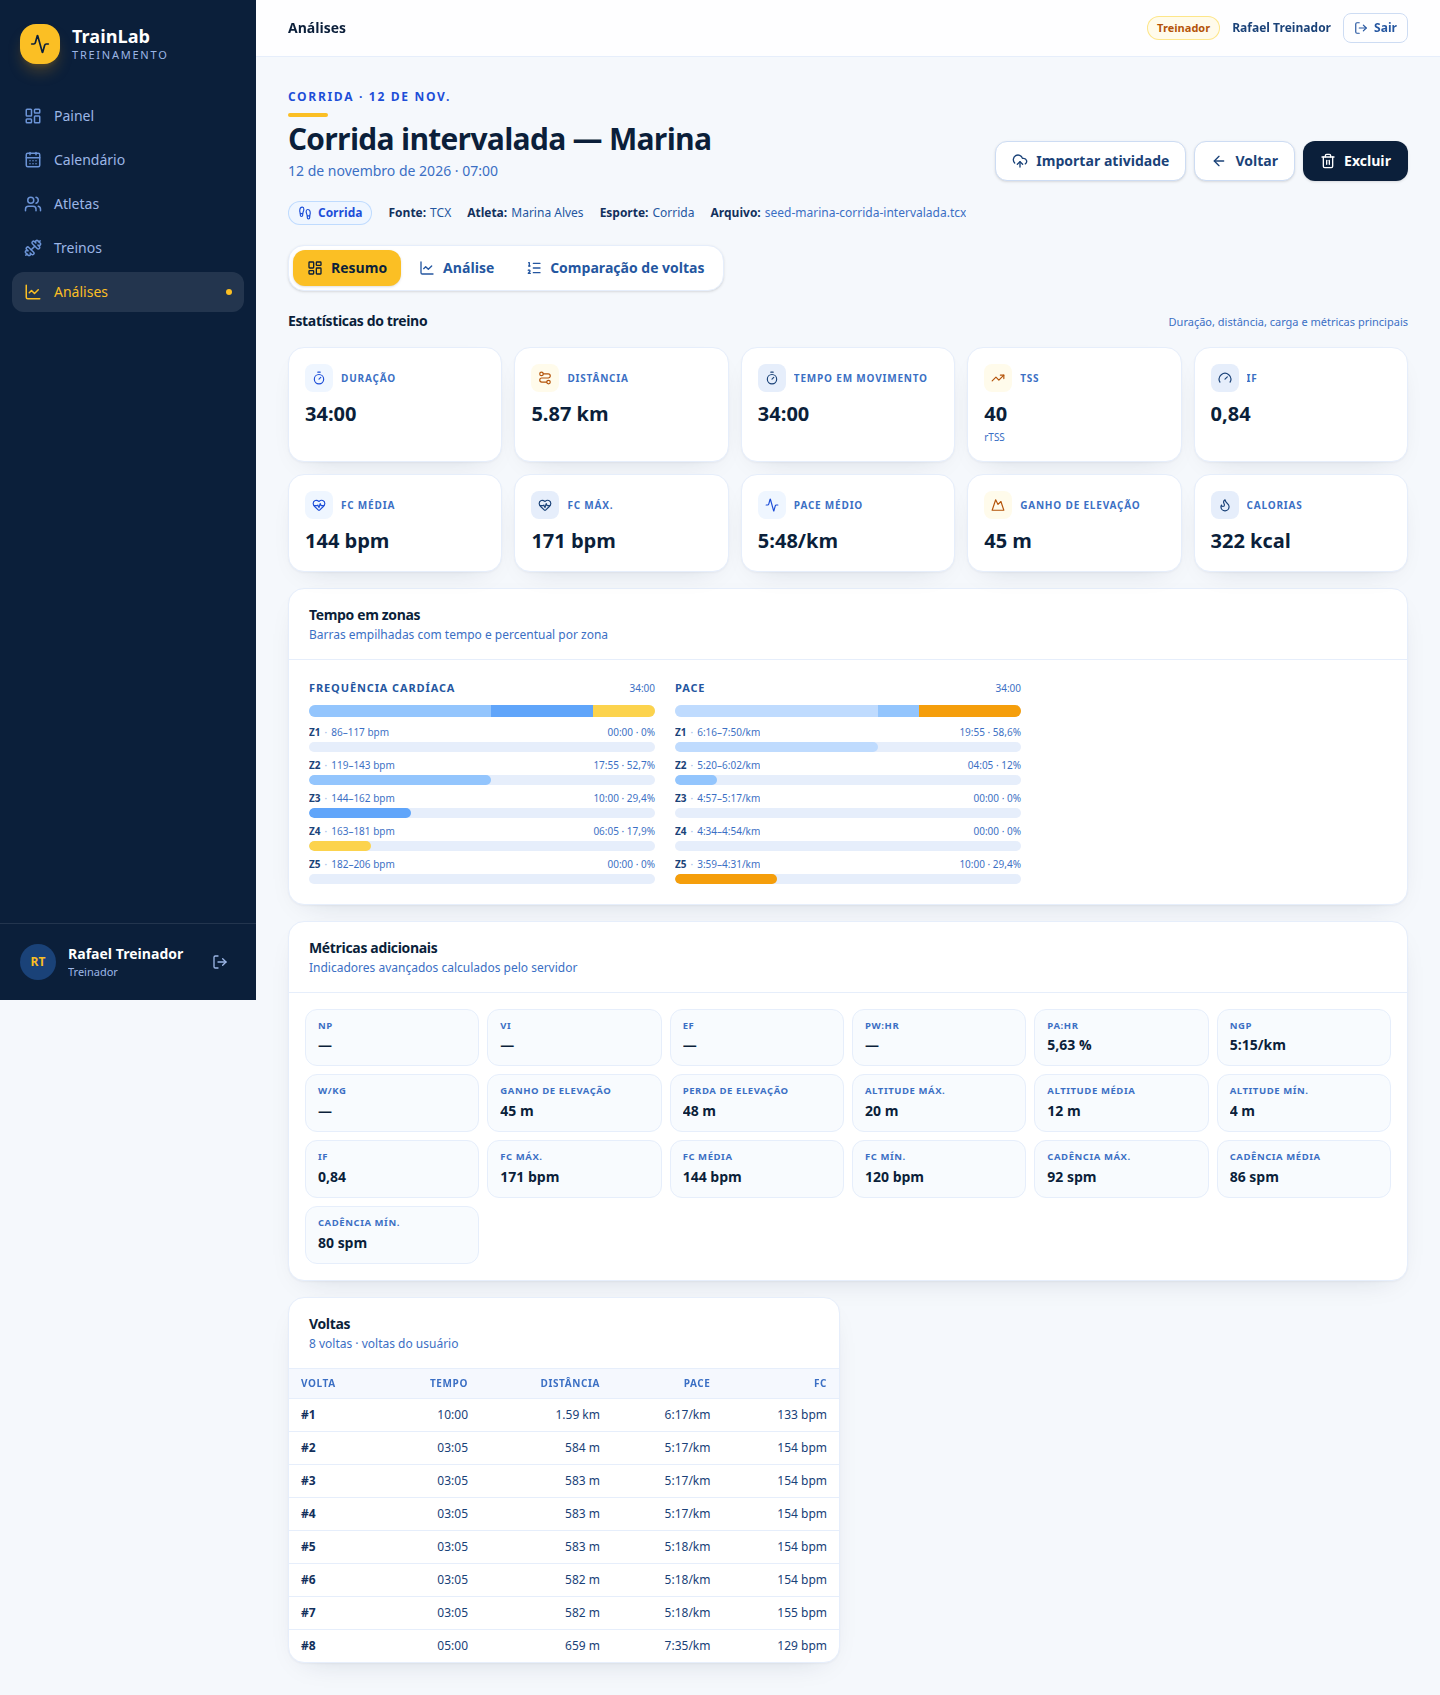 TrainLab
TREINAMENTO
Painel
Calendário
Atletas
Treinos
Análises
RT
Rafael Treinador
Treinador
Análises
Treinador
Rafael Treinador
Sair
CORRIDA · 12 DE NOV.
Corrida intervalada — Marina
12 de novembro de 2026 · 07:00
Importar atividade
Voltar
Excluir
Corrida Fonte: TCX Atleta: Marina Alves Esporte: Corrida Arquivo: seed-marina-corrida-intervalada.tcx
Resumo
Análise
Comparação de voltas
Estatísticas do treino
Duração, distância, carga e métricas principais
DURAÇÃO
34:00
DISTÂNCIA
5.87 km
TEMPO EM MOVIMENTO
34:00
TSS
40
rTSS
IF
0,84
FC MÉDIA
144 bpm
FC MÁX.
171 bpm
PACE MÉDIO
5:48/km
GANHO DE ELEVAÇÃO
45 m
CALORIAS
322 kcal
Tempo em zonas
Barras empilhadas com tempo e percentual por zona
FREQUÊNCIA CARDÍACA 34:00
Z1 · 86–117 bpm 00:00 · 0%
Z2 · 119–143 bpm 17:55 · 52,7%
Z3 · 144–162 bpm 10:00 · 29,4%
Z4 · 163–181 bpm 06:05 · 17,9%
Z5 · 182–206 bpm 00:00 · 0%
PACE 34:00
Z1 · 6:16–7:50/km 19:55 · 58,6%
Z2 · 5:20–6:02/km 04:05 · 12%
Z3 · 4:57–5:17/km 00:00 · 0%
Z4 · 4:34–4:54/km 00:00 · 0%
Z5 · 3:59–4:31/km 10:00 · 29,4%
Métricas adicionais
Indicadores avançados calculados pelo servidor
NP
—
VI
—
EF
—
PW:HR
—
PA:HR
5,63 %
NGP
5:15/km
W/KG
—
GANHO DE ELEVAÇÃO
45 m
PERDA DE ELEVAÇÃO
48 m
ALTITUDE MÁX.
20 m
ALTITUDE MÉDIA
12 m
ALTITUDE MÍN.
4 m
IF
0,84
FC MÁX.
171 bpm
FC MÉDIA
144 bpm
FC MÍN.
120 bpm
CADÊNCIA MÁX.
92 spm
CADÊNCIA MÉDIA
86 spm
CADÊNCIA MÍN.
80 spm
Voltas
8 voltas · voltas do usuário
VOLTA TEMPO DISTÂNCIA PACE FC
#1 10:00 1.59 km 6:17/km 133 bpm
#2 03:05 584 m 5:17/km 154 bpm
#3 03:05 583 m 5:17/km 154 bpm
#4 03:05 583 m 5:17/km 154 bpm
#5 03:05 583 m 5:18/km 154 bpm
#6 03:05 582 m 5:18/km 154 bpm
#7 03:05 582 m 5:18/km 155 bpm
#8 05:00 659 m 7:35/km 129 bpm